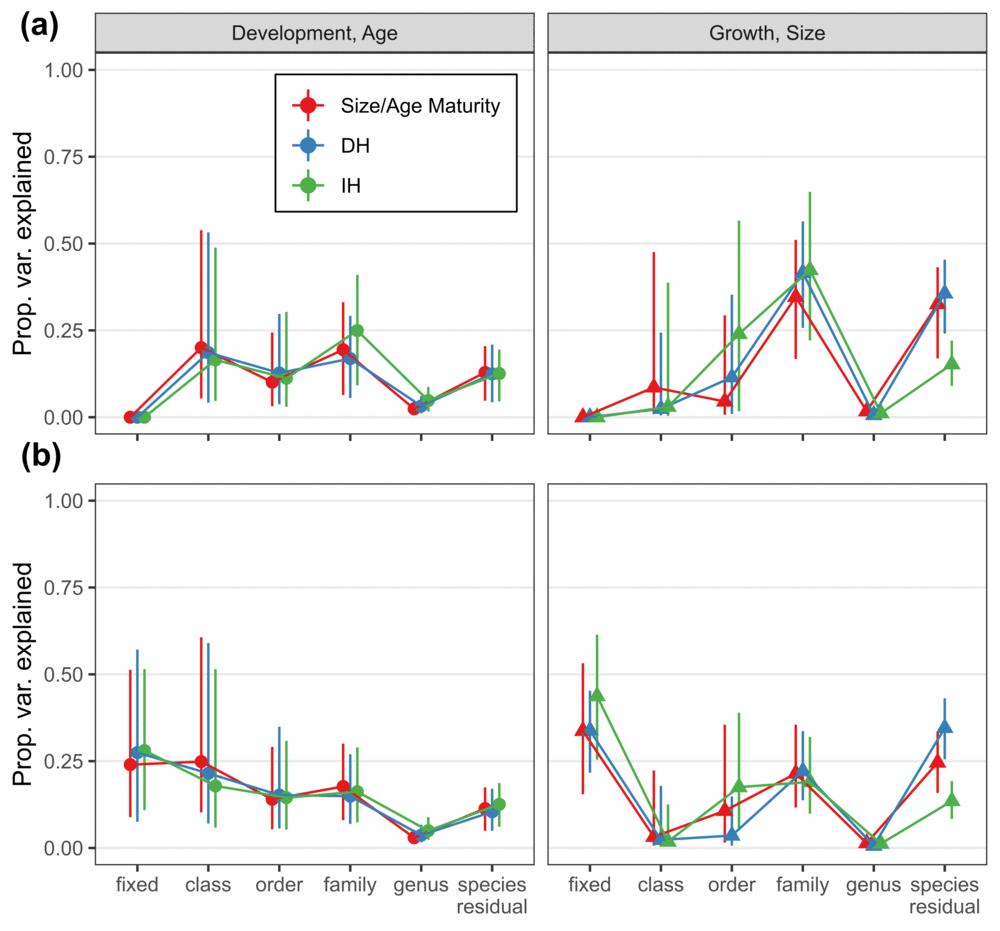 (a)
Development, Age
Growth, Size
Prop. var. explained
1.00
0.75
0.50
0.25
0.00
Size/Age Maturity
DH
IH
(b)
Prop. var. explained
1.00
0.75
0.50
0.25
0.00
fixed class order family genus species
residual
fixed class order family genus species
residual